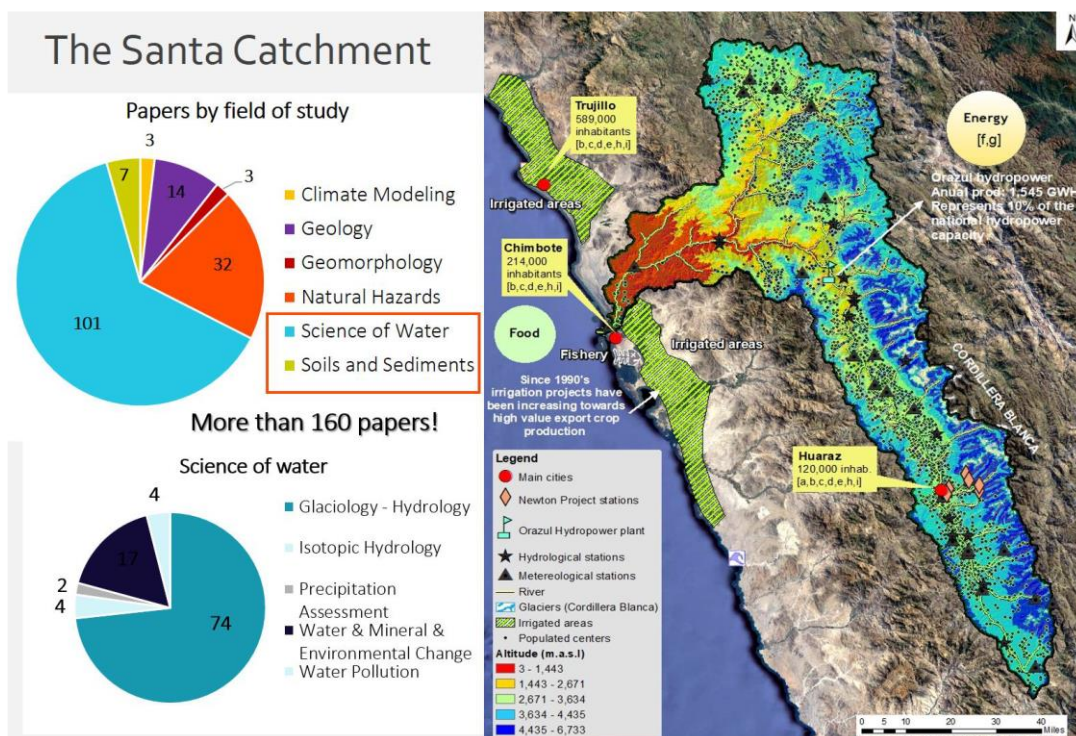 The Santa Catchment
Papers by field of study
3
7
14
3
32
101
Climate Modeling
Geology
Geomorphology
Natural Hazards
Science of Water
Soils and Sediments
More than 160 papers!
Science of water
4
17
2
4
74
Glaciology - Hydrology
Isotopic Hydrology
Precipitation
Assessment
Water & Mineral &
Environmental Change
Water Pollution
N
Trujillo
589,000
inhabitants
[b,c,d,e,h,i]
Irrigated areas
Chimbote
214,000
inhabitants
[b,c,d,e,h,i]
Food
Fishery
Irrigated areas
Since 1990's
irrigation projects have
been increasing towards
high value export crop
production
Energy
[f,g]
Orazul hydropower
Anual prod: 1,545 GWH
Represents 10% of the
national hydropower
capacity
CORDILLERA BLANCA
Huaraz
120,000 inhab.
[a,b,c,d,e,h,i]
Legend
Main cities
Newton Project stations
Orazul Hydropower plant
Hydrological stations
Metereological stations
River
Glaciers (Cordillera Blanca)
Irrigated areas
Populated centers
Altitude (m.a.s.l)
3 - 1,443
1,443 - 2,671
2,671 - 3,634
3,634 - 4,435
4,435 - 6,733
0 5 10 20 30 40
Miles